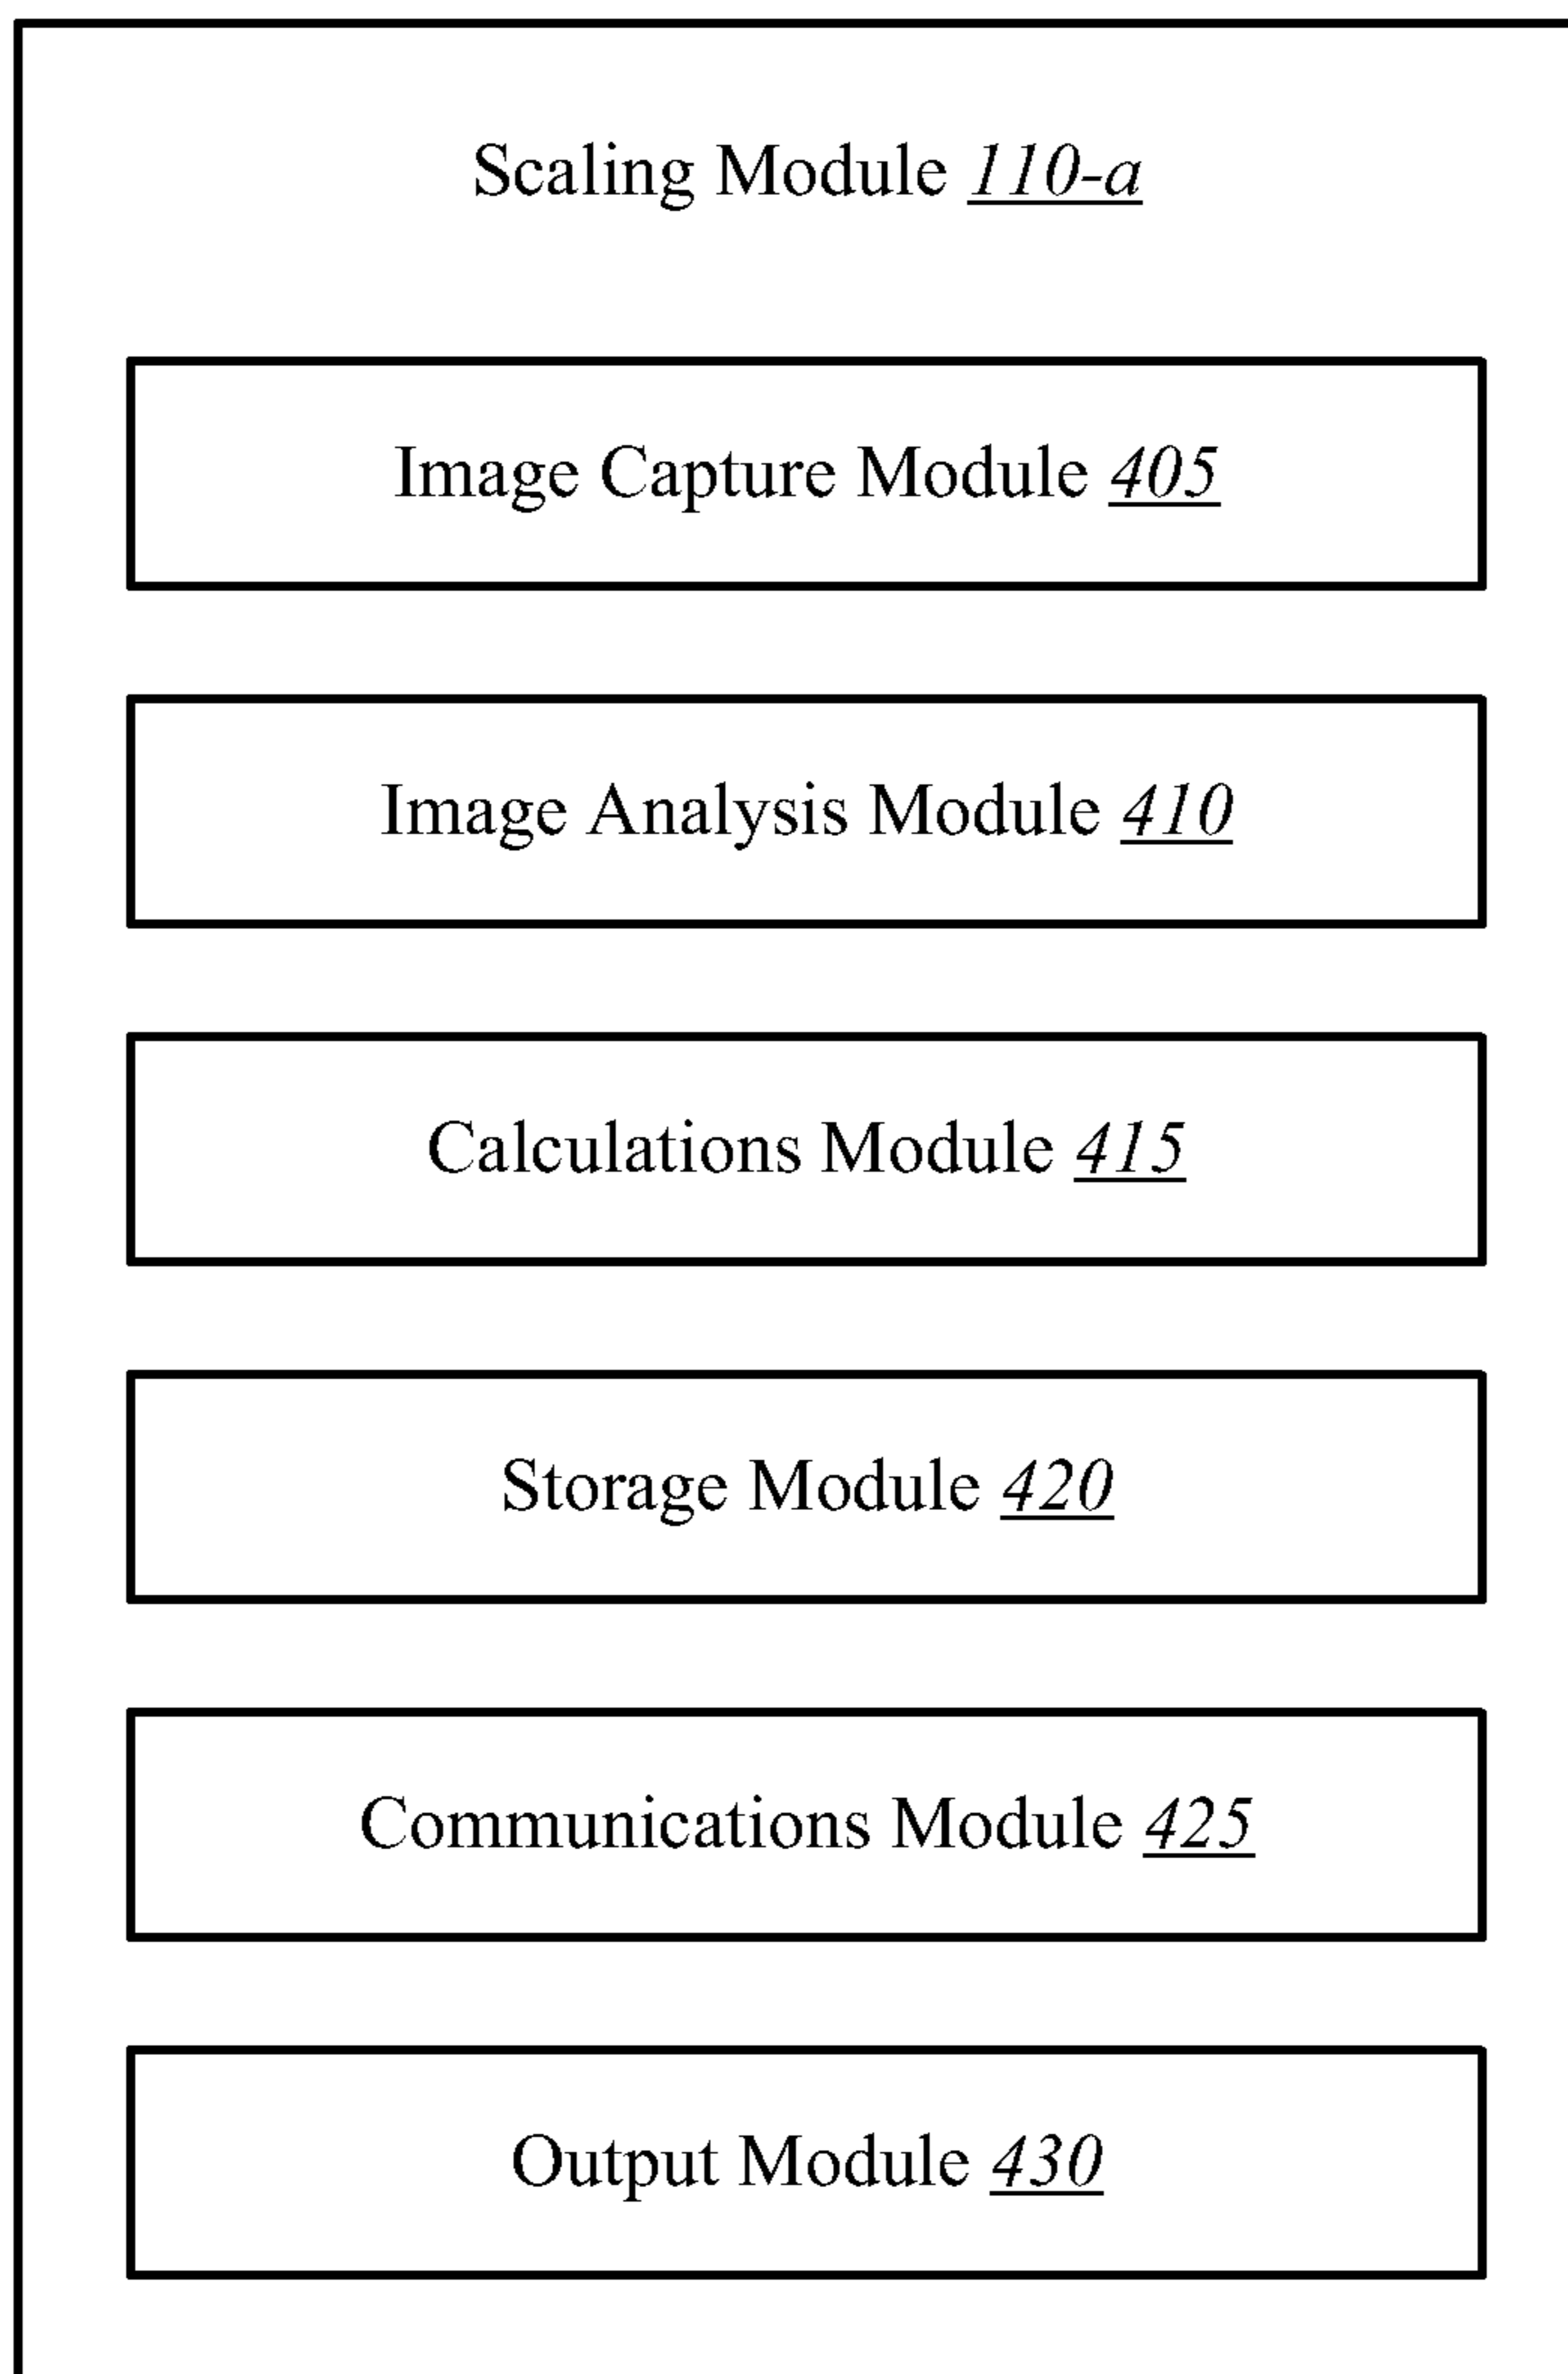 Scaling Module 110-a
Image Capture Module 405
Image Analysis Module 410
Calculations Module 415
Storage Module 420
Communications Module 425
Output Module 430